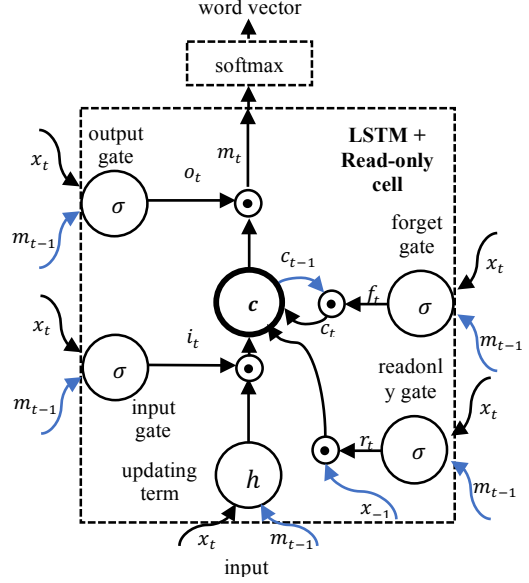 word vector
softmax
LSTM +
Read-only
cell
output
gate
x_t
m_t
o_t
σ
m_{t−1}
forget
gate
c_{t−1}
x_t
f_t
c
σ
c_t
x_t
i_t
m_{t−1}
σ
readonl
y gate
m_{t−1}
x_t
input
gate
r_t
σ
updating
term
h
m_{t−1}
x_{−1}
x_t
m_{t−1}
input